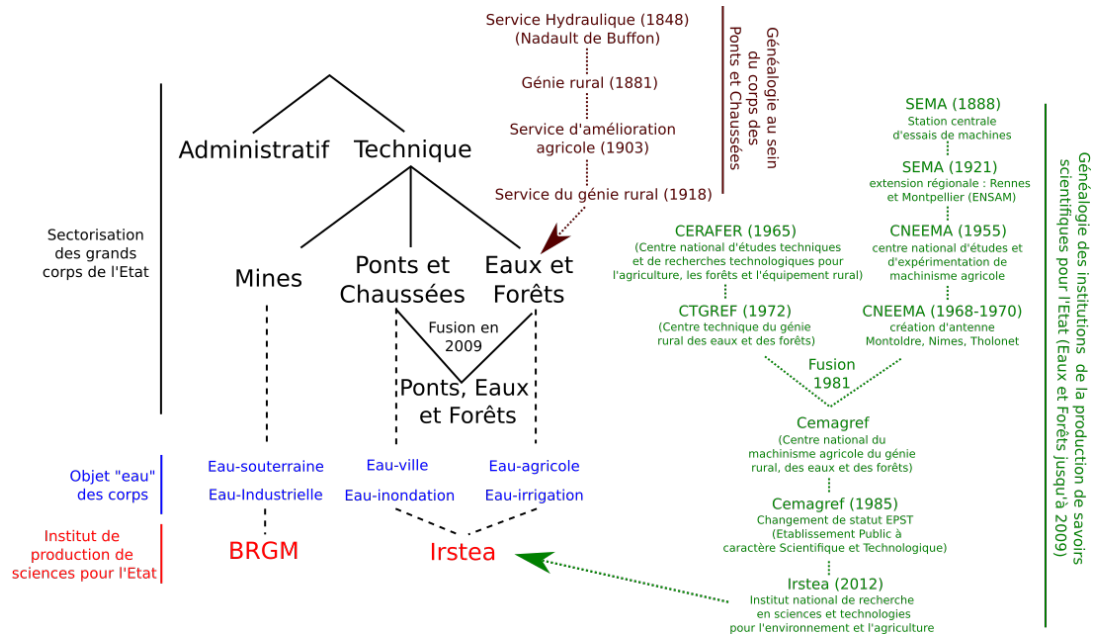 Service Hydraulique (1848)
(Nadault de Buffon)
Génie rural (1881)
Service d'amélioration
agricole (1903)
Service du génie rural (1918)
Généalogie au sein
du corps des
Ponts et Chaussées
Sectorisation
des grands
corps de l'Etat
Administratif
Technique
Mines
Ponts et
Chaussées
Eaux et
Forêts
Fusion en
2009
Ponts, Eaux
et Forêts
Objet "eau"
des corps
Eau-souterraine
Eau-Industrielle
Eau-ville
Eau-inondation
Eau-agricole
Eau-irrigation
Institut de
production de
sciences pour l'Etat
BRGM
Irstea
SEMA (1888)
Station centrale
d'essais de machines
SEMA (1921)
extension régionale : Rennes
et Montpellier (ENSAM)
CERAFER (1965)
(Centre national d'études techniques
et de recherches technologiques pour
l'agriculture, les forêts et l'équipement rural)
CNEEMA (1955)
centre national d'études et
d'expérimentation de
machinisme agricole
CTGREF (1972)
(Centre technique du génie
rural des eaux et des forêts)
CNEEMA (1968-1970)
création d'antenne
Montoldre, Nimes, Tholonet
Fusion
1981
Cemagref
(Centre national du
machinisme agricole du génie
rural, des eaux et des forêts)
Cemagref (1985)
Changement de statut EPST
(Etablissement Public à
caractère Scientifique et Technologique)
Irstea (2012)
Institut national de recherche
en sciences et technologies
pour l'environnement et l'agriculture
Généalogie des institutions de la production de savoirs
scientifiques pour l'Etat (Eaux et Forêts jusqu'à 2009)